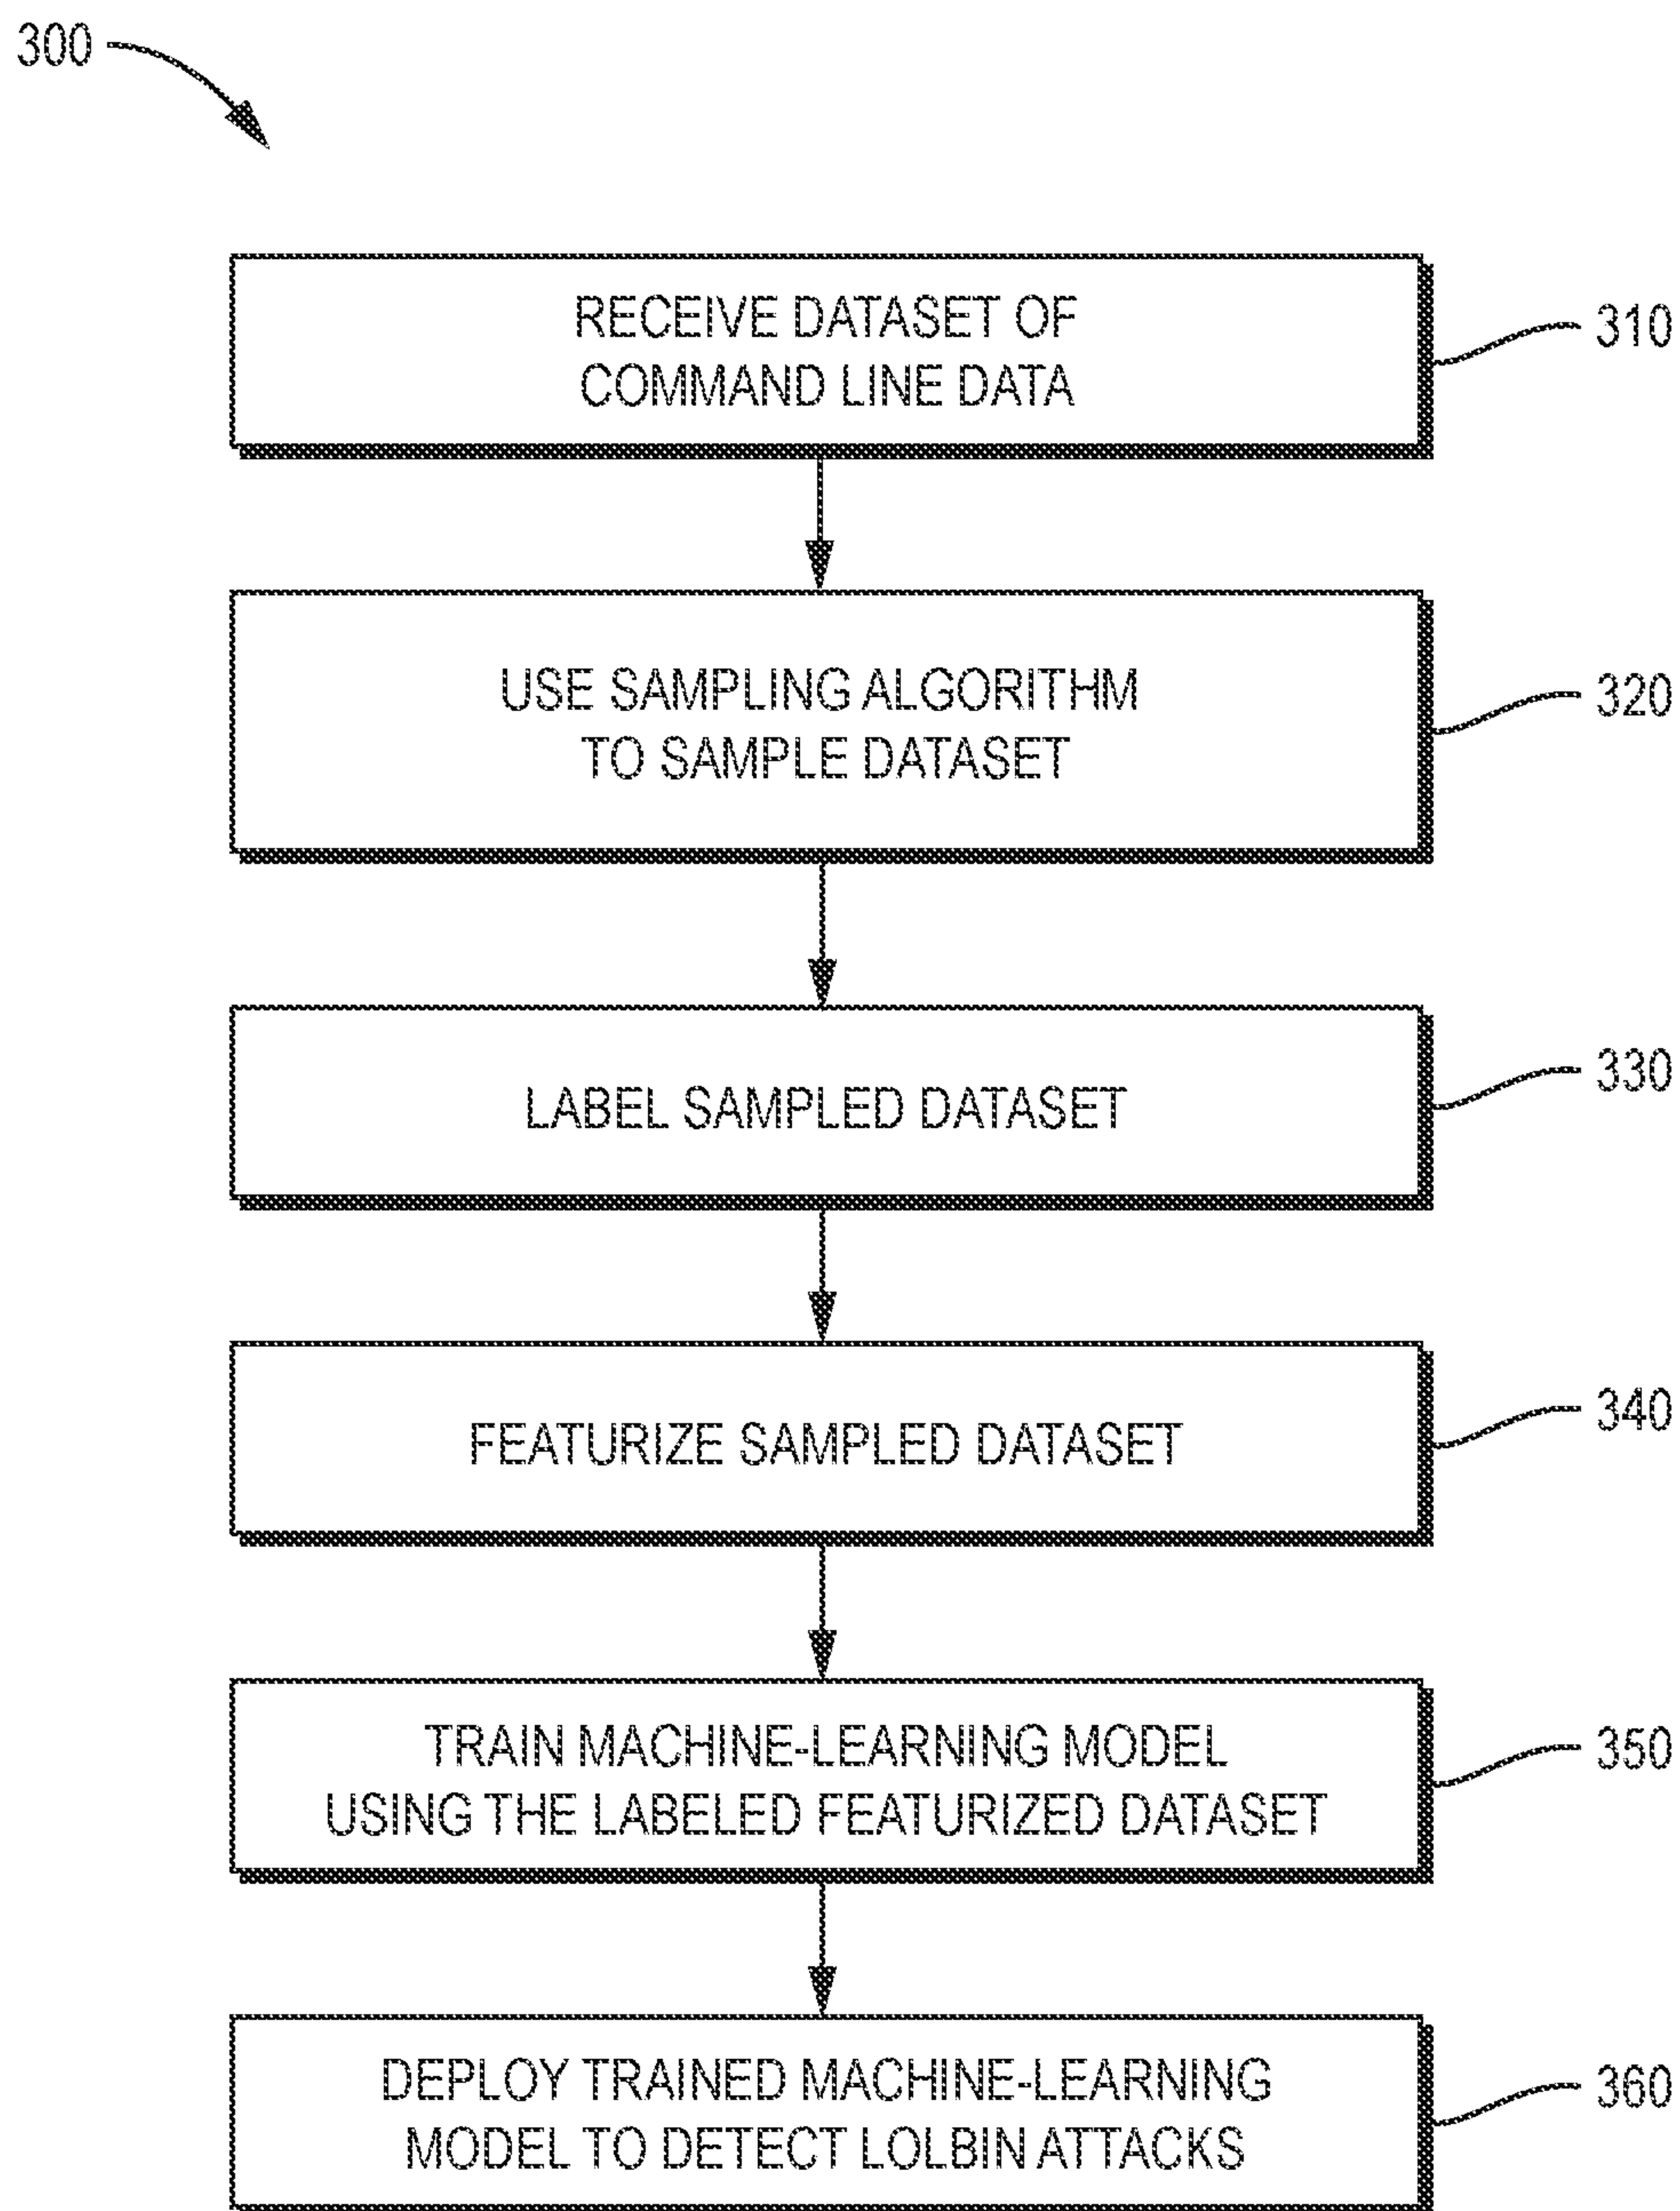 300
RECEIVE DATASET OF
COMMAND LINE DATA
310
USE SAMPLING ALGORITHM
TO SAMPLE DATASET
320
LABEL SAMPLED DATASET
330
FEATURIZE SAMPLED DATASET
340
TRAIN MACHINE-LEARNING MODEL
USING THE LABELED FEATURIZED DATASET
350
DEPLOY TRAINED MACHINE-LEARNING
MODEL TO DETECT LOLBIN ATTACKS
360